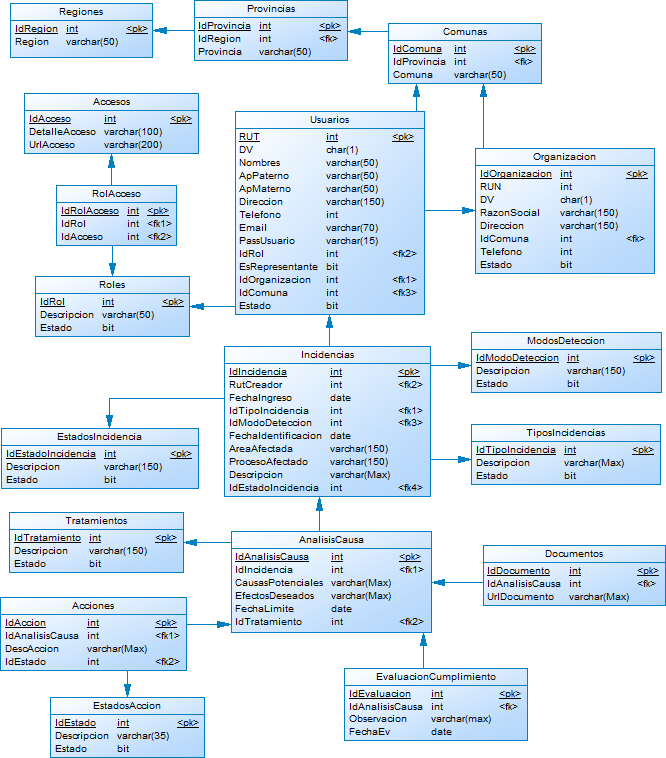 Regiones
IdRegion int <pk>
Region varchar(50)
Provincias
IdProvincia int <pk>
IdRegion int <fk>
Provincia varchar(50)
Comunas
IdComuna int <pk>
IdProvincia int <fk>
Comuna varchar(50)
Accesos
IdAcceso int <pk>
DetalleAcceso varchar(100)
UrlAcceso varchar(200)
Usuarios
RUT int <pk>
DV char(1)
Nombres varchar(50)
ApPaterno varchar(50)
ApMaterno varchar(50)
Direccion varchar(150)
Telefono int
Email varchar(70)
PassUsuario varchar(15)
IdRol int <fk2>
EsRepresentante bit
IdOrganizacion int <fk1>
IdComuna int <fk3>
Estado bit
Organizacion
IdOrganizacion int <pk>
RUN int
DV char(1)
RazonSocial varchar(150)
Direccion varchar(150)
IdComuna int <fk>
Telefono int
Estado bit
RolAcceso
IdRolAcceso int <pk>
IdRol int <fk1>
IdAcceso int <fk2>
Roles
IdRol int <pk>
Descripcion varchar(50)
Estado bit
Incidencias
IdIncidencia int <pk>
RutCreador int <fk2>
FechaIngreso date
IdTipoIncidencia int <fk1>
IdModoDeteccion int <fk3>
FechaIdentificacion date
AreaAfectada varchar(150)
ProcesoAfectado varchar(150)
Descripcion varchar(Max)
IdEstadoIncidencia int <fk4>
ModosDeteccion
IdModoDeteccion int <pk>
Descripcion varchar(150)
Estado bit
EstadosIncidencia
IdEstadoIncidencia int <pk>
Descripcion varchar(150)
Estado bit
TiposIncidencias
IdTipoIncidencia int <pk>
Descripcion varchar(Max)
Estado bit
Tratamientos
IdTratamiento int <pk>
Descripcion varchar(150)
Estado bit
AnalisisCausa
IdAnalisisCausa int <pk>
IdIncidencia int <fk1>
CausasPotenciales varchar(Max)
EfectosDeseados varchar(Max)
FechaLimite date
IdTratamiento int <fk2>
Documentos
IdDocumento int <pk>
IdAnalisisCausa int <fk>
UrlDocumento varchar(Max)
Acciones
IdAccion int <pk>
IdAnalisisCausa int <fk1>
DescAccion varchar(Max)
IdEstado int <fk2>
EstadosAccion
IdEstado int <pk>
Descripcion varchar(35)
Estado bit
EvaluacionCumplimiento
IdEvaluacion int <pk>
IdAnalisisCausa int <fk>
Observacion varchar(max)
FechaEv date